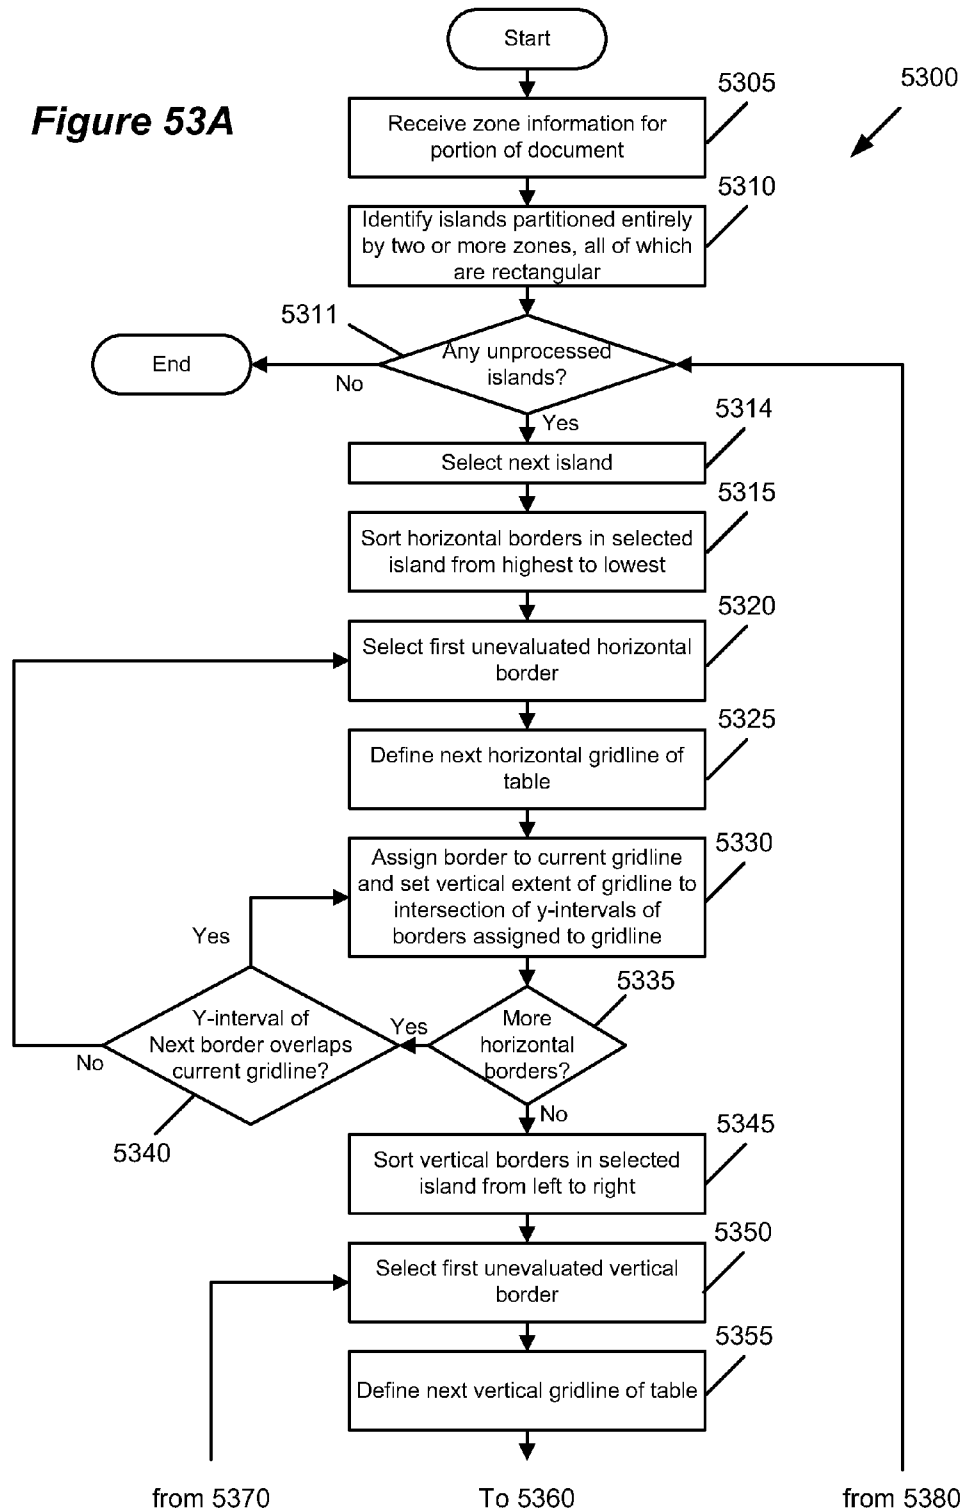 Start
5300
5305
Figure 53A
Receive zone information for
portion of document
5310
Identify islands partitioned entirely
by two or more zones, all of which
are rectangular
5311
Any unprocessed
islands?
End
No
Yes
5314
Select next island
5315
Sort horizontal borders in selected
island from highest to lowest
5320
Select first unevaluated horizontal
border
5325
Define next horizontal gridline of
table
5330
Assign border to current gridline
and set vertical extent of gridline to
intersection of y-intervals of
borders assigned to gridline
Yes
5335
Y-interval of
Next border overlaps
current gridline?
Yes
More
horizontal
borders?
No
No
5340
5345
Sort vertical borders in selected
island from left to right
5350
Select first unevaluated vertical
border
5355
Define next vertical gridline of table
from 5370
To 5360
from 5380